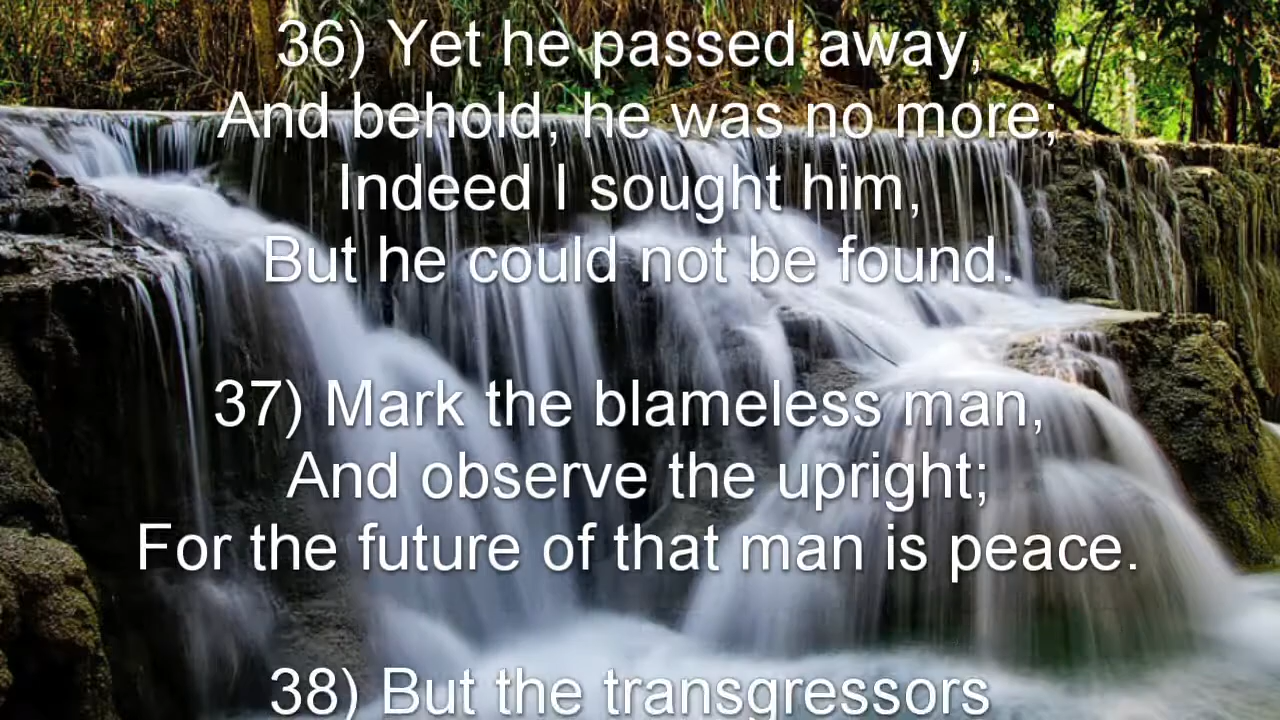 36) Yet he passed away,
And behold, he was no more;
Indeed I sought him,
But he could not be found.
37) Mark the blameless man,
And observe the upright;
For the future of that man is peace.
38) But the transgressors